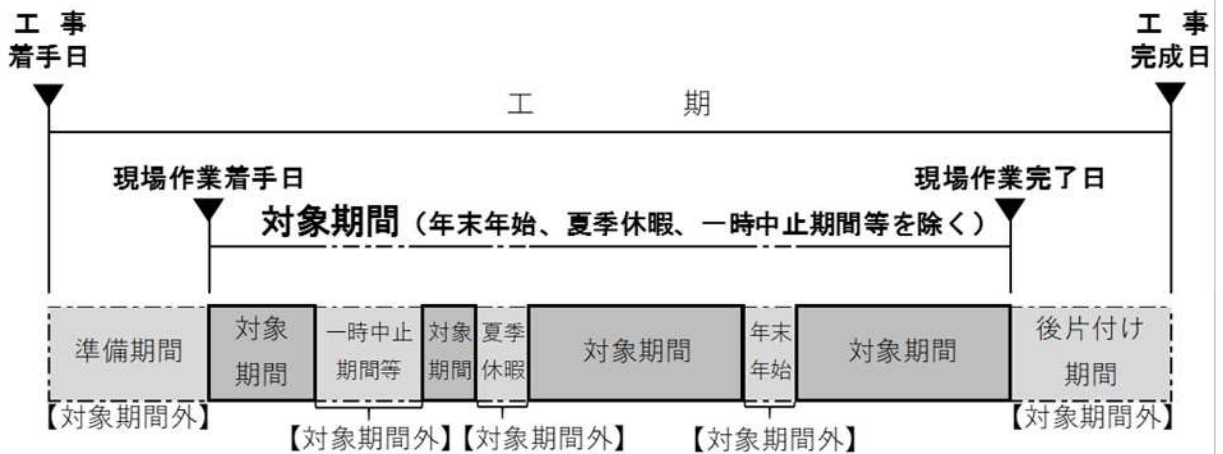 工　事
着手日
工　事
完成日
工　　　　期
現場作業着手日
現場作業完了日
対象期間（年末年始、夏季休暇、一時中止期間等を除く）
準備期間
対象
期間
一時中止
期間等
対象
期間
夏季
休暇
対象期間
年末
年始
対象期間
後片付け
期間
【対象期間外】
【対象期間外】
【対象期間外】
【対象期間外】
【対象期間外】